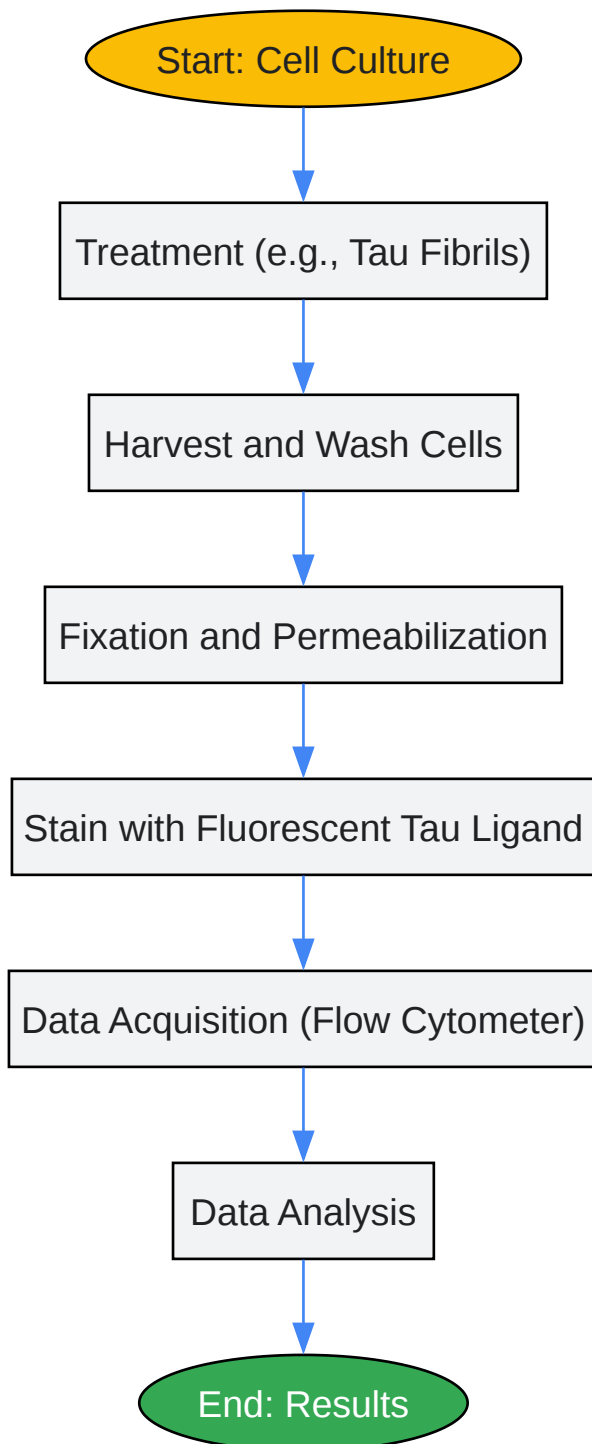 Start: Cell Culture
Treatment (e.g., Tau Fibrils)
Harvest and Wash Cells
Fixation and Permeabilization
Stain with Fluorescent Tau Ligand
Data Acquisition (Flow Cytometer)
Data Analysis
End: Results